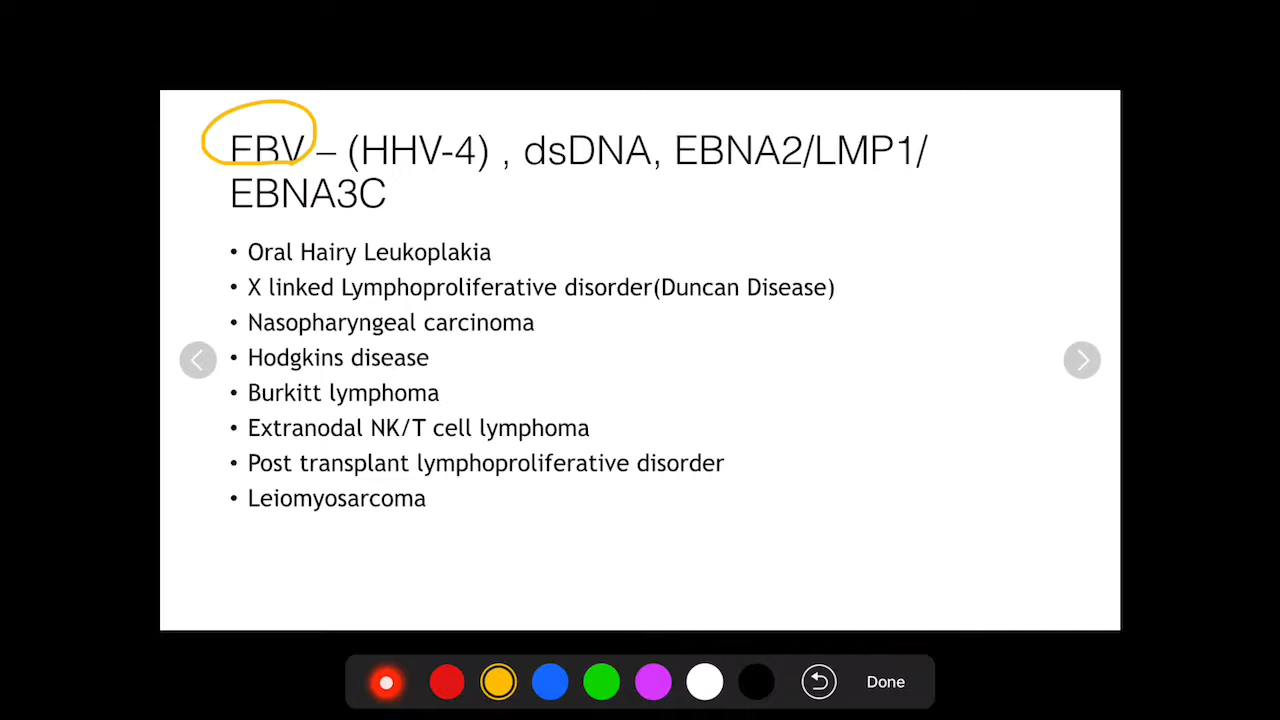 EBV – (HHV-4) , dsDNA, EBNA2/LMP1/
EBNA3C
• Oral Hairy Leukoplakia
• X linked Lymphoproliferative disorder(Duncan Disease)
• Nasopharyngeal carcinoma
• Hodgkins disease
• Burkitt lymphoma
• Extranodal NK/T cell lymphoma
• Post transplant lymphoproliferative disorder
• Leiomyosarcoma
Done